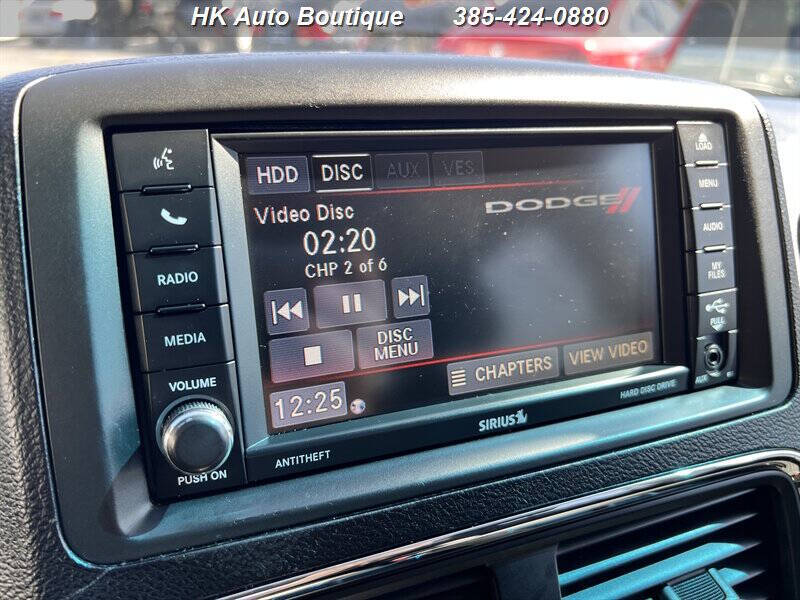 HK Auto Boutique 385-424-0880
LOAD
HDD DISC AUX VES
MENU
Video Disc
DODGE
02:20
AUDIO
CHP 2 of 6
RADIO
MY FILES
MEDIA
DISC MENU
PULL
VOLUME
CHAPTERS
VIEW VIDEO
AUX
12:25
HARD DISC DRIVE
SIRIUS
PUSH ON
ANTITHEFT